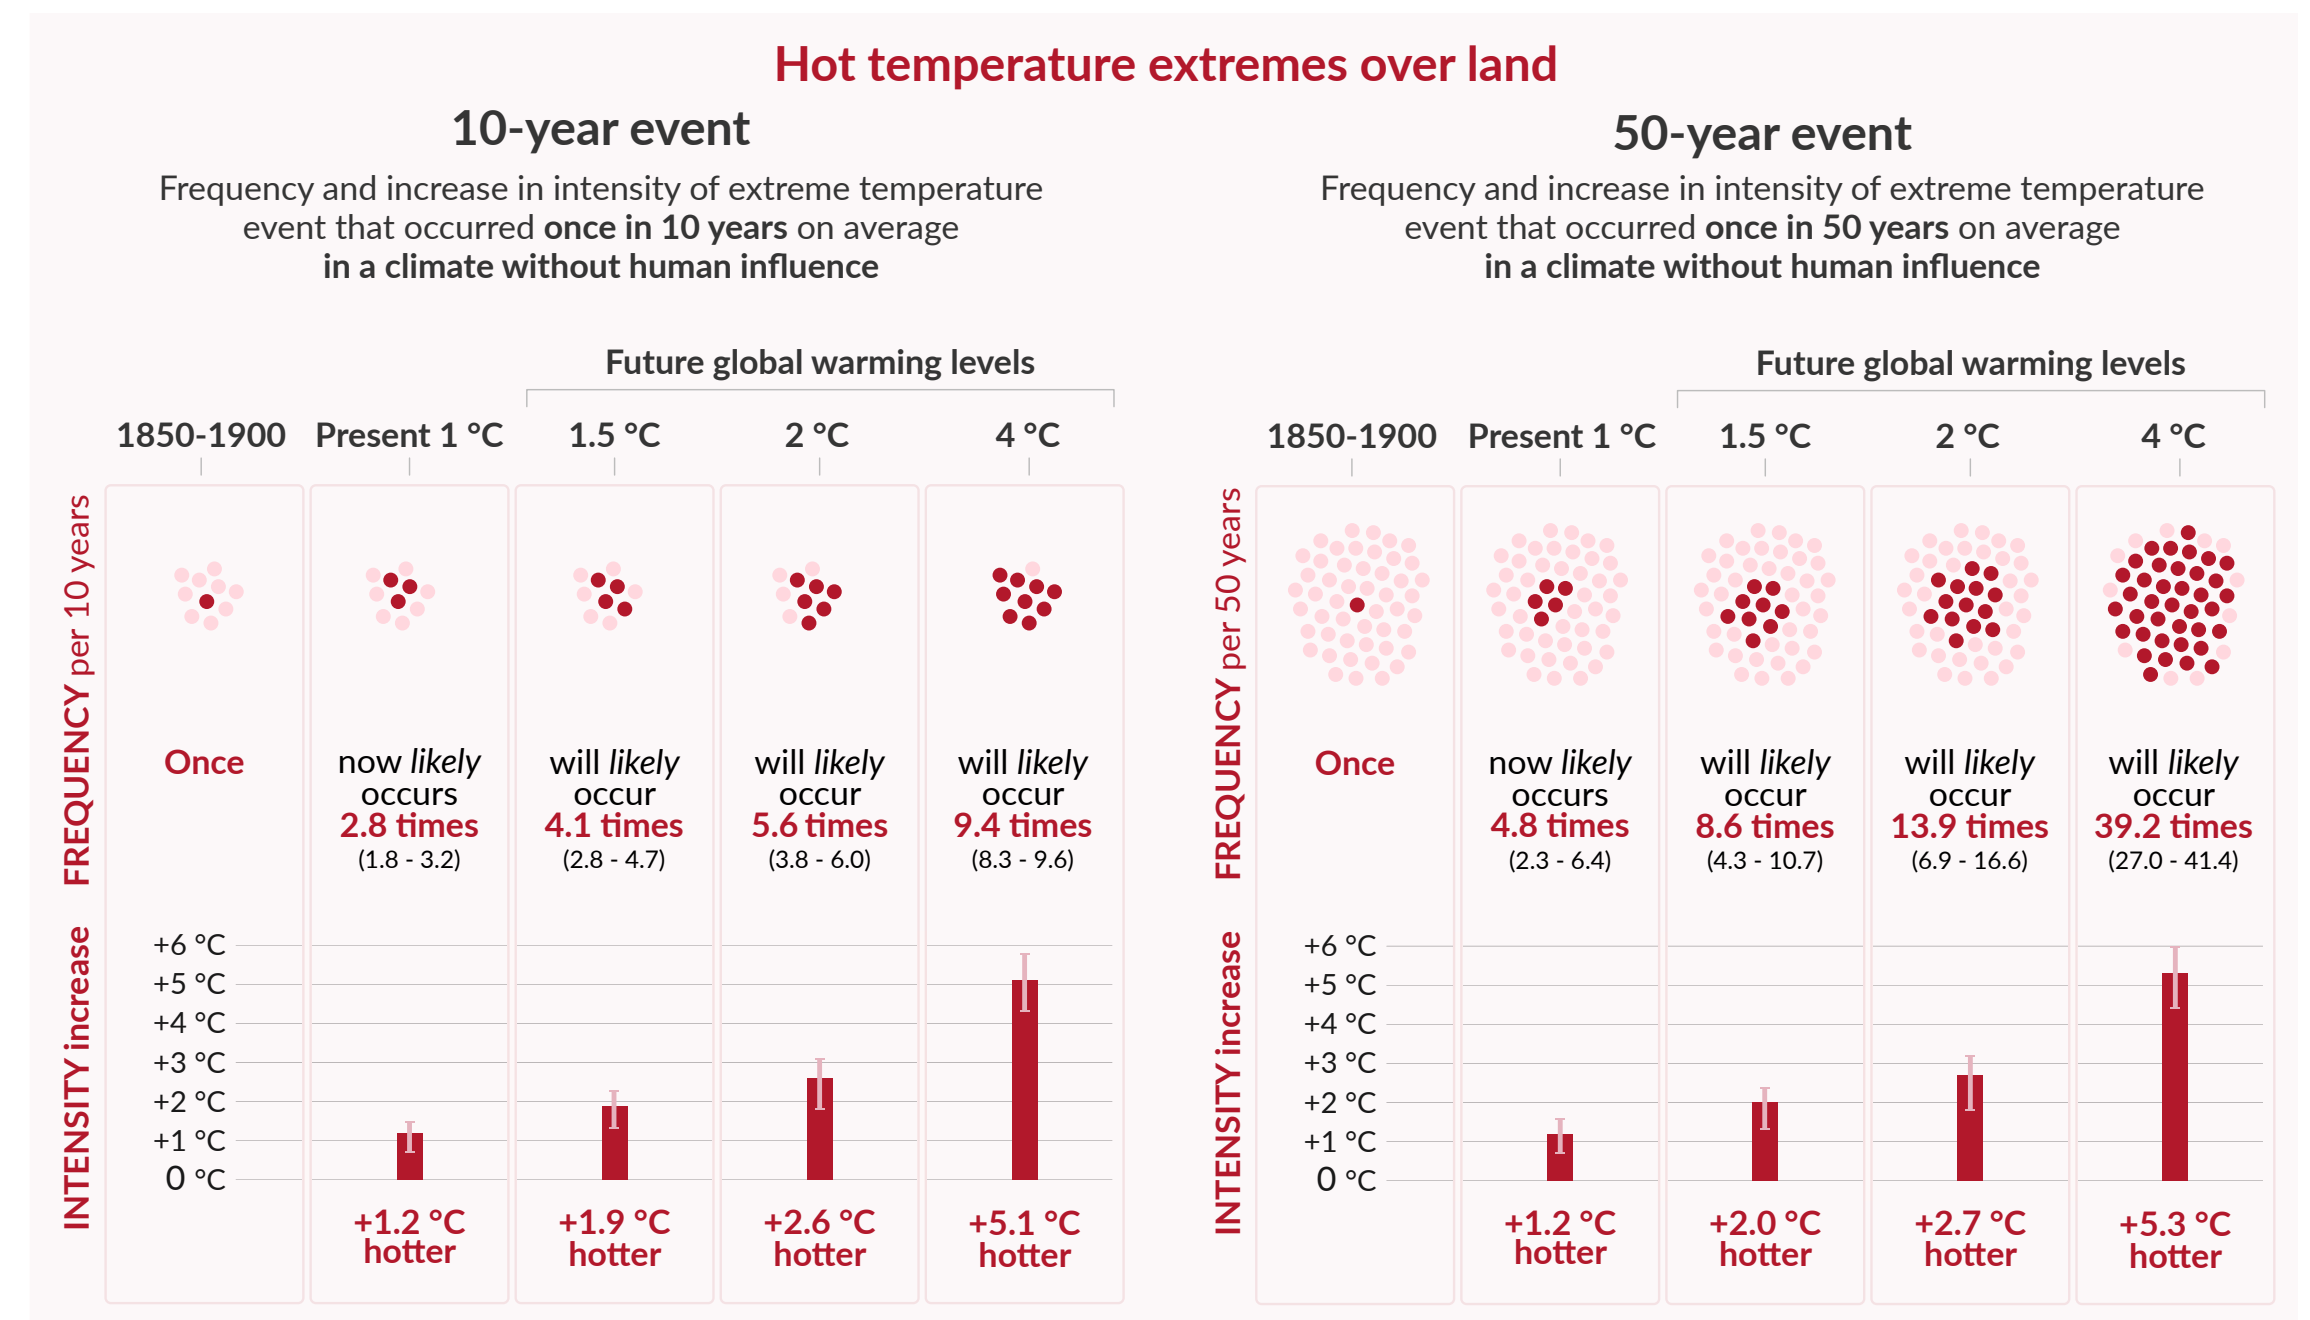 Hot temperature extremes over land
10-year event
Frequency and increase in intensity of extreme temperature
event that occurred once in 10 years on average
in a climate without human influence
Future global warming levels
1850-1900
Present 1 °C
1.5 °C
2 °C
4 °C
FREQUENCY per 10 years
Once
now likely
occurs
2.8 times
(1.8 - 3.2)
will likely
occur
4.1 times
(2.8 - 4.7)
will likely
occur
5.6 times
(3.8 - 6.0)
will likely
occur
9.4 times
(8.3 - 9.6)
INTENSITY increase
+6 °C
+5 °C
+4 °C
+3 °C
+2 °C
+1 °C
0 °C
+1.2 °C
hotter
+1.9 °C
hotter
+2.6 °C
hotter
+5.1 °C
hotter
50-year event
Frequency and increase in intensity of extreme temperature
event that occurred once in 50 years on average
in a climate without human influence
Future global warming levels
1850-1900
Present 1 °C
1.5 °C
2 °C
4 °C
FREQUENCY per 50 years
Once
now likely
occurs
4.8 times
(2.3 - 6.4)
will likely
occur
8.6 times
(4.3 - 10.7)
will likely
occur
13.9 times
(6.9 - 16.6)
will likely
occur
39.2 times
(27.0 - 41.4)
INTENSITY increase
+6 °C
+5 °C
+4 °C
+3 °C
+2 °C
+1 °C
0 °C
+1.2 °C
hotter
+2.0 °C
hotter
+2.7 °C
hotter
+5.3 °C
hotter